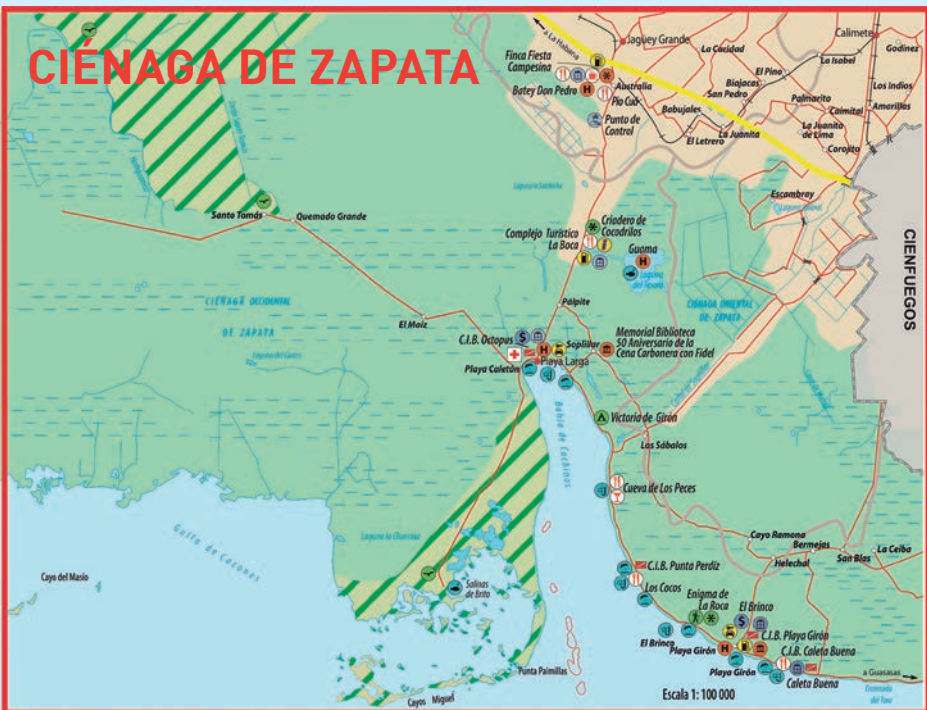 CIÉNAGA DE ZAPATA
a La Habana
Jagüey Grande
Calimete
La Caridad
Godinez
La Isabel
Finca Fiesta
Campesina
El Pino
Biajacas
San Pedro
Los Indios
Australia
Batey Don Pedro
H
Pío Cuá
Palmarito
Amarillas
Babujales
Caimital
Punto de
Control
La Juanita
La Juanita
de Lima
El Letrero
Corojito
Escambray
CIENFUEGOS
Santo Tomás
Quemado Grande
Criadero de
Cocodrilos
Complejo Turístico
La Boca
Guama
H
Laguna
del Tesoro
Pálpite
CIÉNAGA OCCIDENTAL
DE ZAPATA
CIÉNAGA ORIENTAL
DE ZAPATA
El Maíz
C.I.B. Octopus
$
Memorial Biblioteca
50 Aniversario de la
Cena Carbonera con Fidel
H
Soplillar
Playa Larga
Playa Caletón
Bahía de Cochinos
Victoria de Girón
Los Sábalos
Cueva de Los Peces
Golfo de Cazones
Cayo Ramona
Bermejas
Helechal
San Blas
La Ceiba
C.I.B. Punta Perdiz
Cayo del Masío
Salinas
de Brito
Los Cocos
Enigma de
La Roca
El Brinco
$
C.I.B. Playa Girón
El Brinco
Playa Girón
H
C.I.B. Caleta Buena
Playa Girón
Caleta Buena
a Guasasas
Punta Palmillas
Cayos Miguel
Escala 1: 100 000